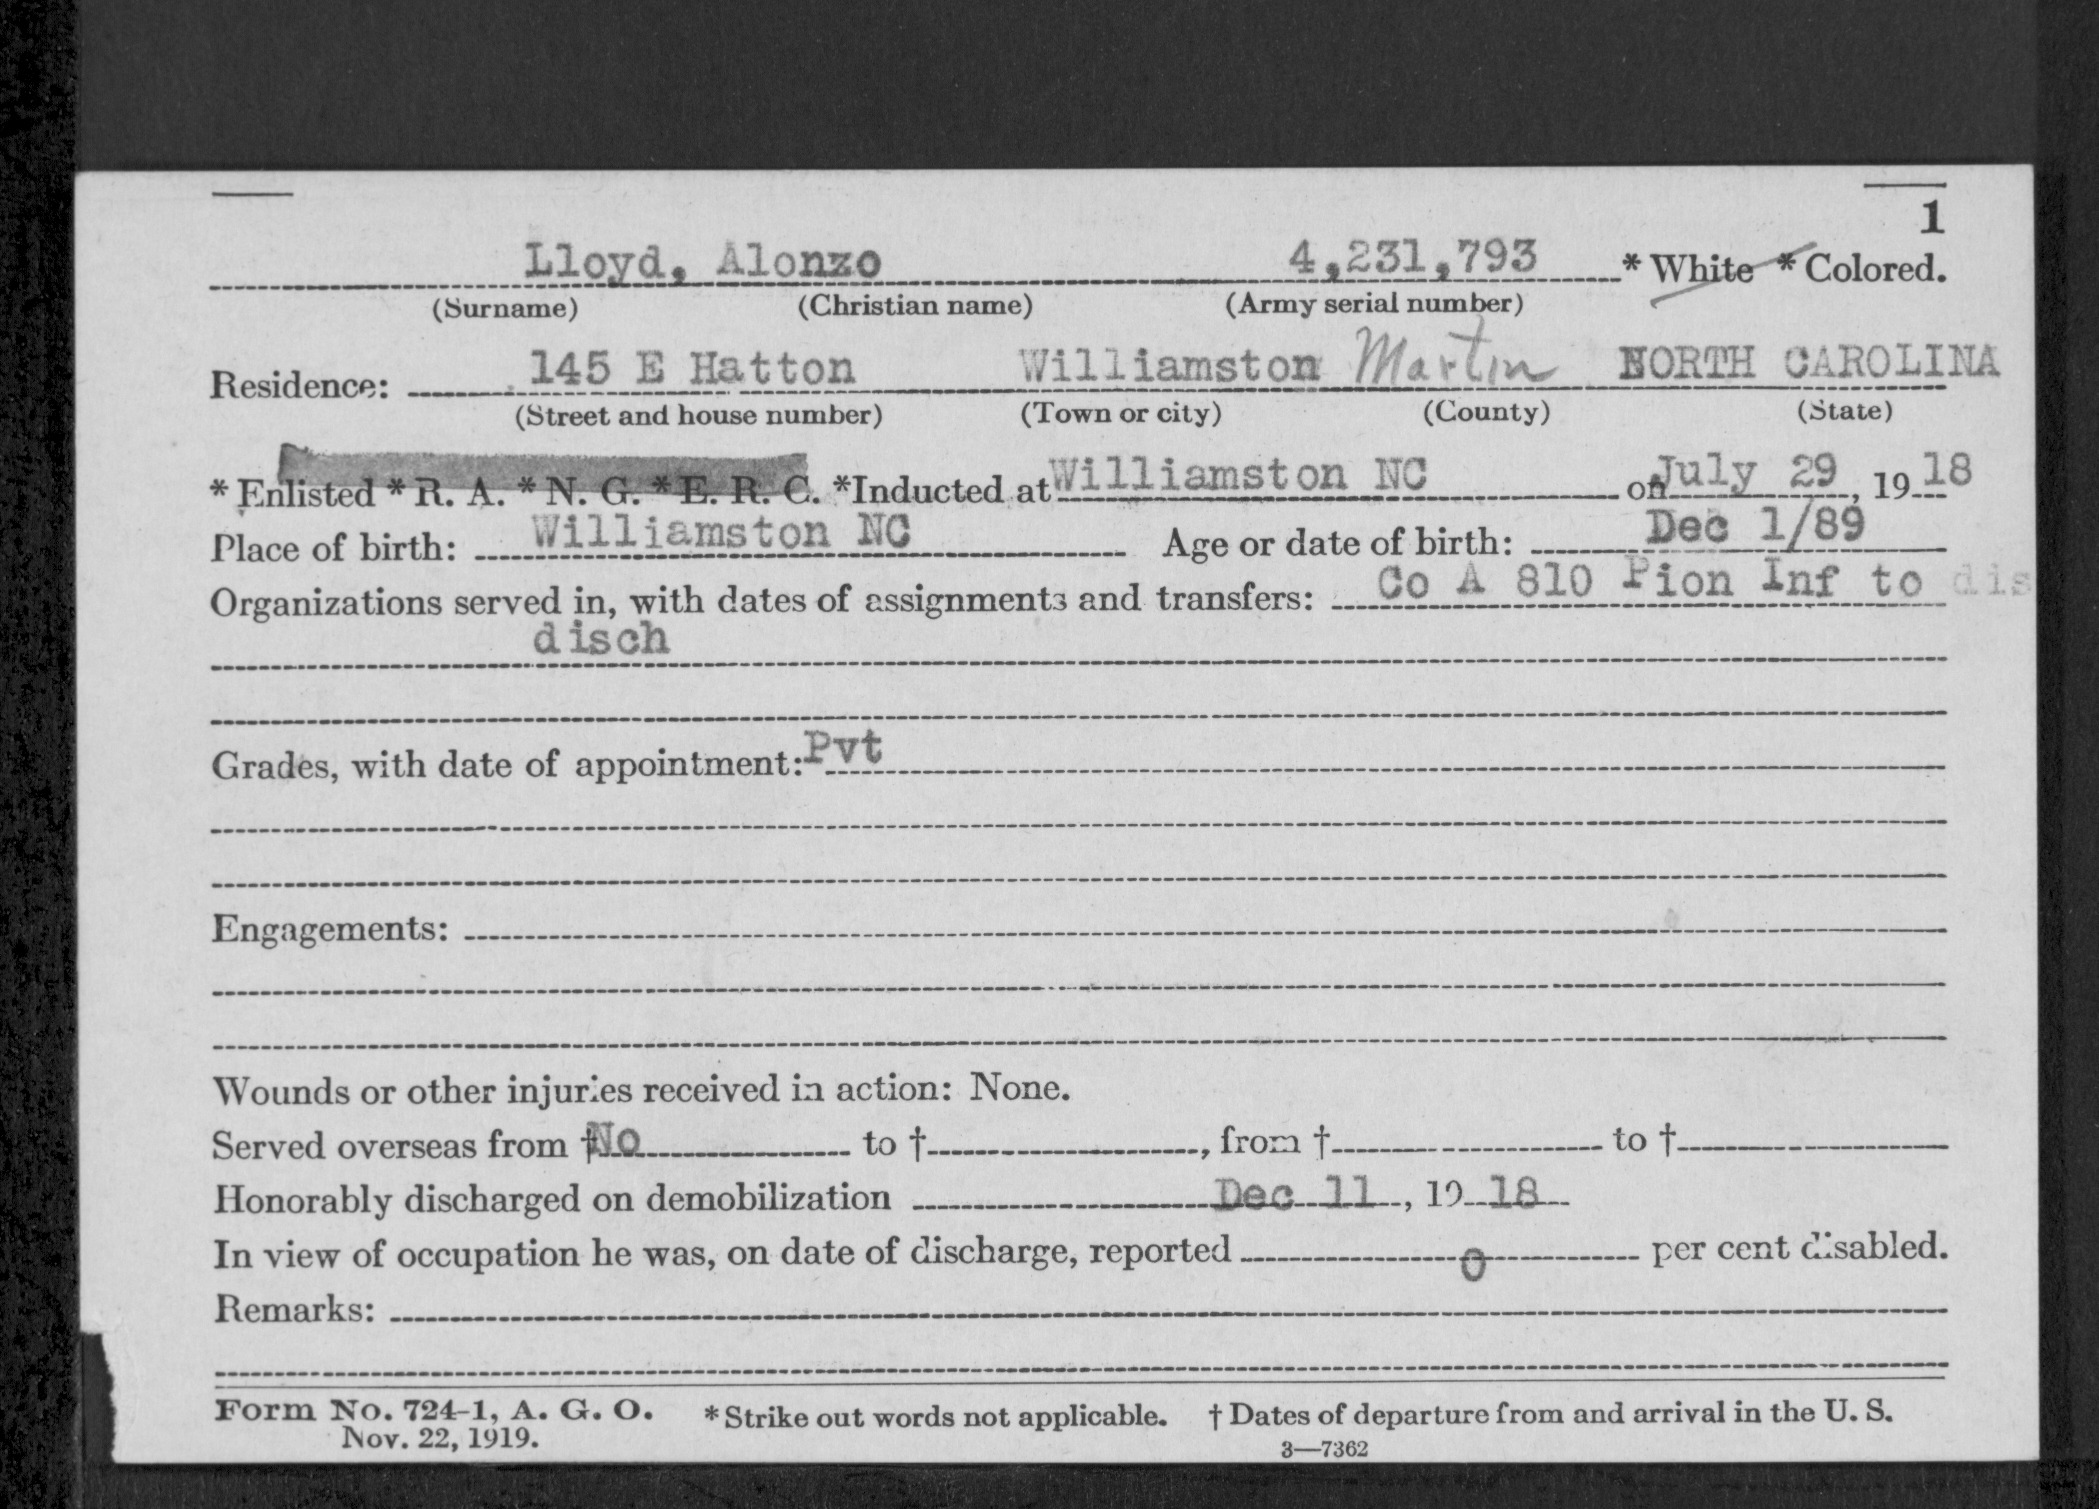 1
Lloyd, Alonzo 4,231,793 * White * Colored.
(Surname) (Christian name) (Army serial number)
Residence: 145 E Hatton Williamston Martin NORTH CAROLINA
(Street and house number) (Town or city) (County) (State)
* Enlisted * R. A. * N. G. * E. R. C. *Inducted at Williamston NC on July 29, 1918
Place of birth: Williamston NC Age or date of birth: Dec 1/89
Organizations served in, with dates of assignments and transfers: Co A 810 Pion Inf to dis
disch
Grades, with date of appointment: Pvt
Engagements:
Wounds or other injuries received in action: None.
Served overseas from † No to †, from † to †
Honorably discharged on demobilization Dec 11, 1918
In view of occupation he was, on date of discharge, reported 0 per cent disabled.
Remarks:
Form No. 724-1, A. G. O. * Strike out words not applicable. † Dates of departure from and arrival in the U. S.
Nov. 22, 1919. 3—7362